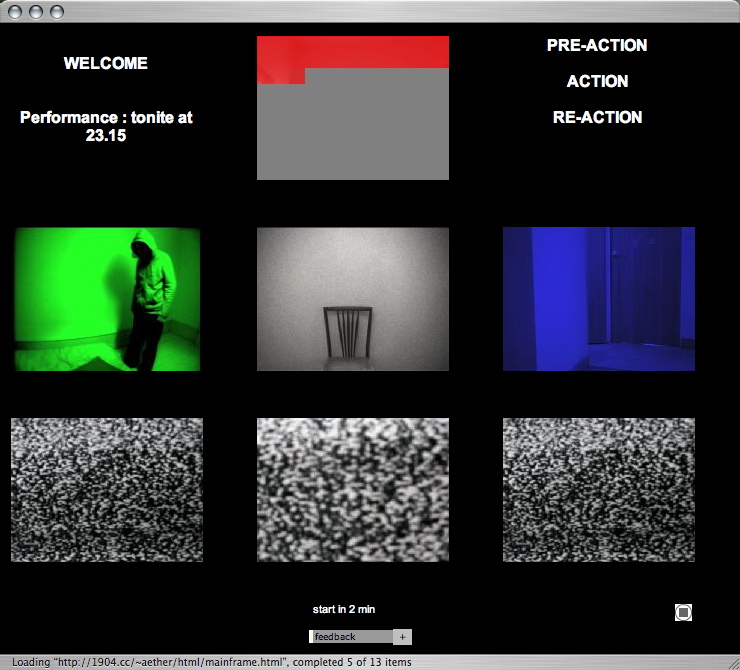 WELCOME
Performance : tonite at
23.15
PRE-ACTION
ACTION
RE-ACTION
start in 2 min
feedback
+
Loading “http://1904.cc/~aether/html/mainframe.html”, completed 5 of 13 items